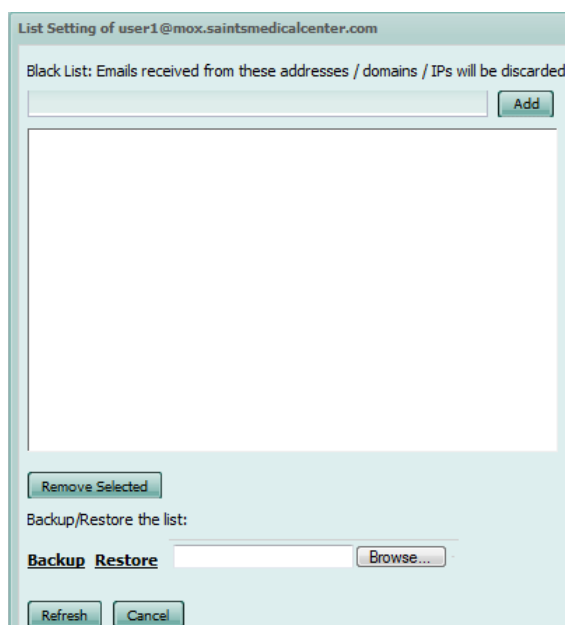 List Setting of user1@mox.saintsmedicalcenter.com
Black List: Emails received from these addresses / domains / IPs will be discarded
Add
Remove Selected
Backup/Restore the list:
Backup Restore Browse...
Refresh Cancel